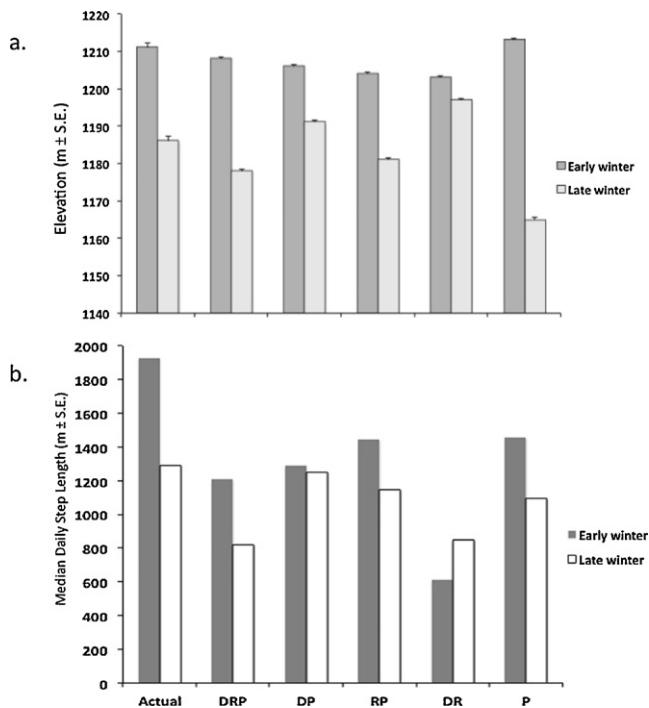 a.
Elevation (m ± S.E.)
1220
1210
1200
1190
1180
1170
1160
1150
1140
Early winter
Late winter
b.
Median Daily Step Length (m ± S.E.)
2000
1800
1600
1400
1200
1000
800
600
400
200
0
Early winter
Late winter
Actual DRP DP RP DR P